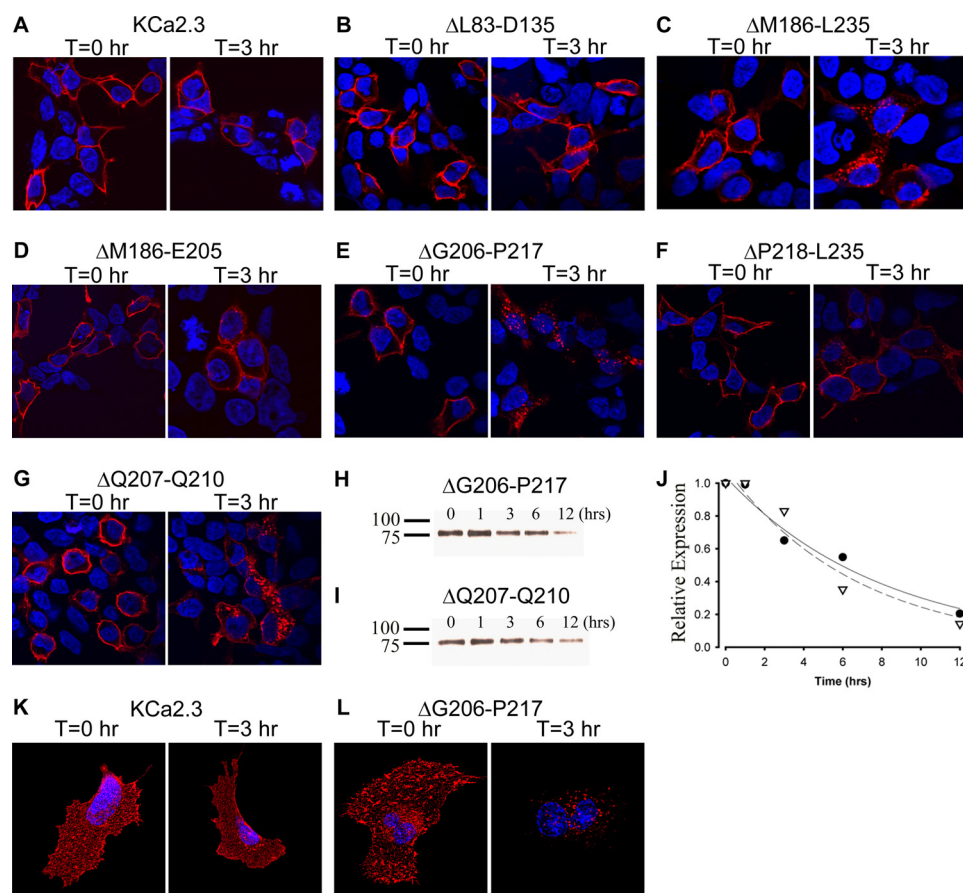 A KCa2.3
T=0 hr T=3 hr
B ΔL83-D135
T=0 hr T=3 hr
C ΔM186-L235
T=0 hr T=3 hr
D ΔM186-E205
T=0 hr T=3 hr
E ΔG206-P217
T=0 hr T=3 hr
F ΔP218-L235
T=0 hr T=3 hr
G ΔQ207-Q210
T=0 hr T=3 hr
H ΔG206-P217
0 1 3 6 12 (hrs)
100
75
I ΔQ207-Q210
0 1 3 6 12 (hrs)
100
75
J
Relative Expression
1.0
0.8
0.6
0.4
0.2
0.0
0 2 4 6 8 10 12
Time (hrs)
K KCa2.3
T=0 hr T=3 hr
L ΔG206-P217
T=0 hr T=3 hr